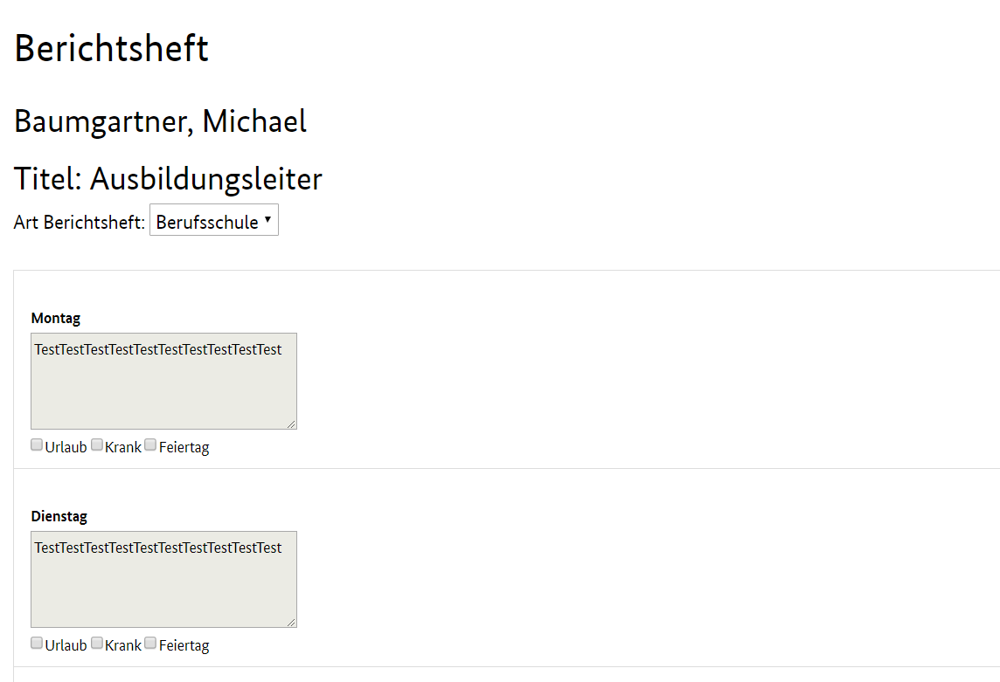 Berichtsheft
Baumgartner, Michael
Titel: Ausbildungsleiter
Art Berichtsheft: Berufsschule
Montag
TestTestTestTestTestTestTestTestTestTest
Urlaub Krank Feiertag
Dienstag
TestTestTestTestTestTestTestTestTestTest
Urlaub Krank Feiertag